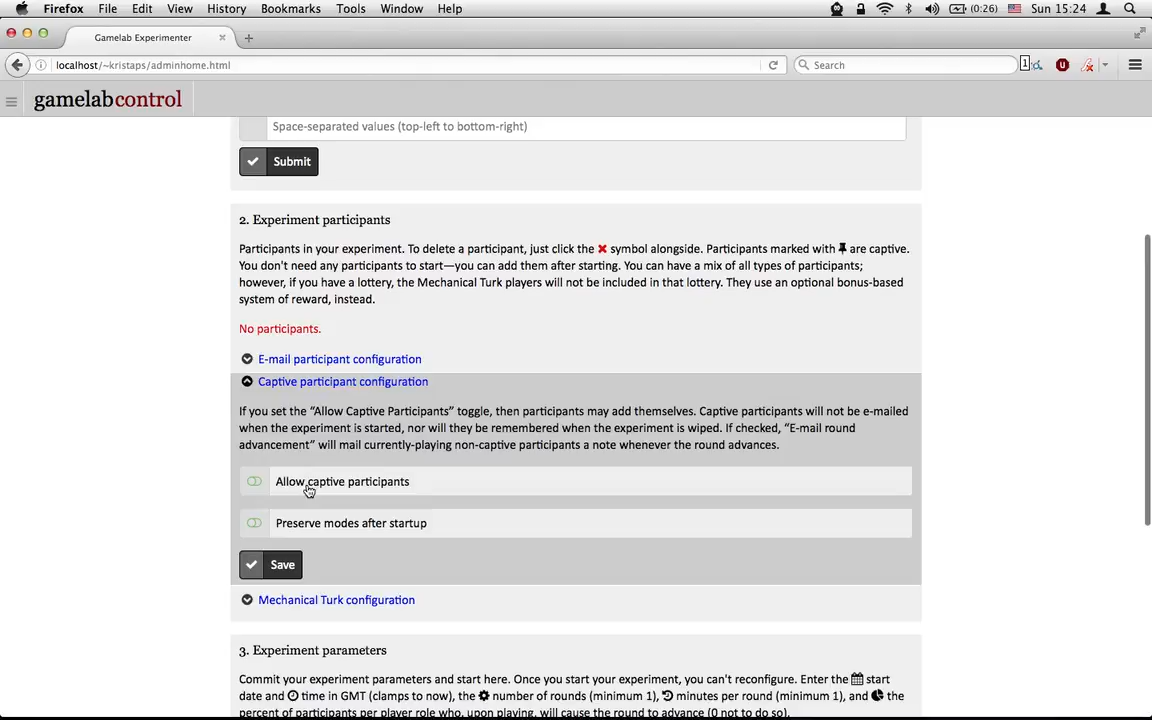 Firefox File Edit View History Bookmarks Tools Window Help (0:26) Sun 15:24
Gamelab Experimenter
localhost/~kristaps/adminhome.html Search 1
gamelabcontrol
Space-separated values (top-left to bottom-right)
Submit
2. Experiment participants
Participants in your experiment. To delete a participant, just click the symbol alongside. Participants marked with are captive.
You don't need any participants to start—you can add them after starting. You can have a mix of all types of participants;
however, if you have a lottery, the Mechanical Turk players will not be included in that lottery. They use an optional bonus-based
system of reward, instead.
No participants.
E-mail participant configuration
Captive participant configuration
If you set the “Allow Captive Participants” toggle, then participants may add themselves. Captive participants will not be e-mailed
when the experiment is started, nor will they be remembered when the experiment is wiped. If checked, “E-mail round
advancement” will mail currently-playing non-captive participants a note whenever the round advances.
Allow captive participants
Preserve modes after startup
Save
Mechanical Turk configuration
3. Experiment parameters
Commit your experiment parameters and start here. Once you start your experiment, you can't reconfigure. Enter the start
date and time in GMT (clamps to now), the number of rounds (minimum 1), minutes per round (minimum 1), and the
percent of participants per player role who, upon playing, will cause the round to advance (0 not to do so).